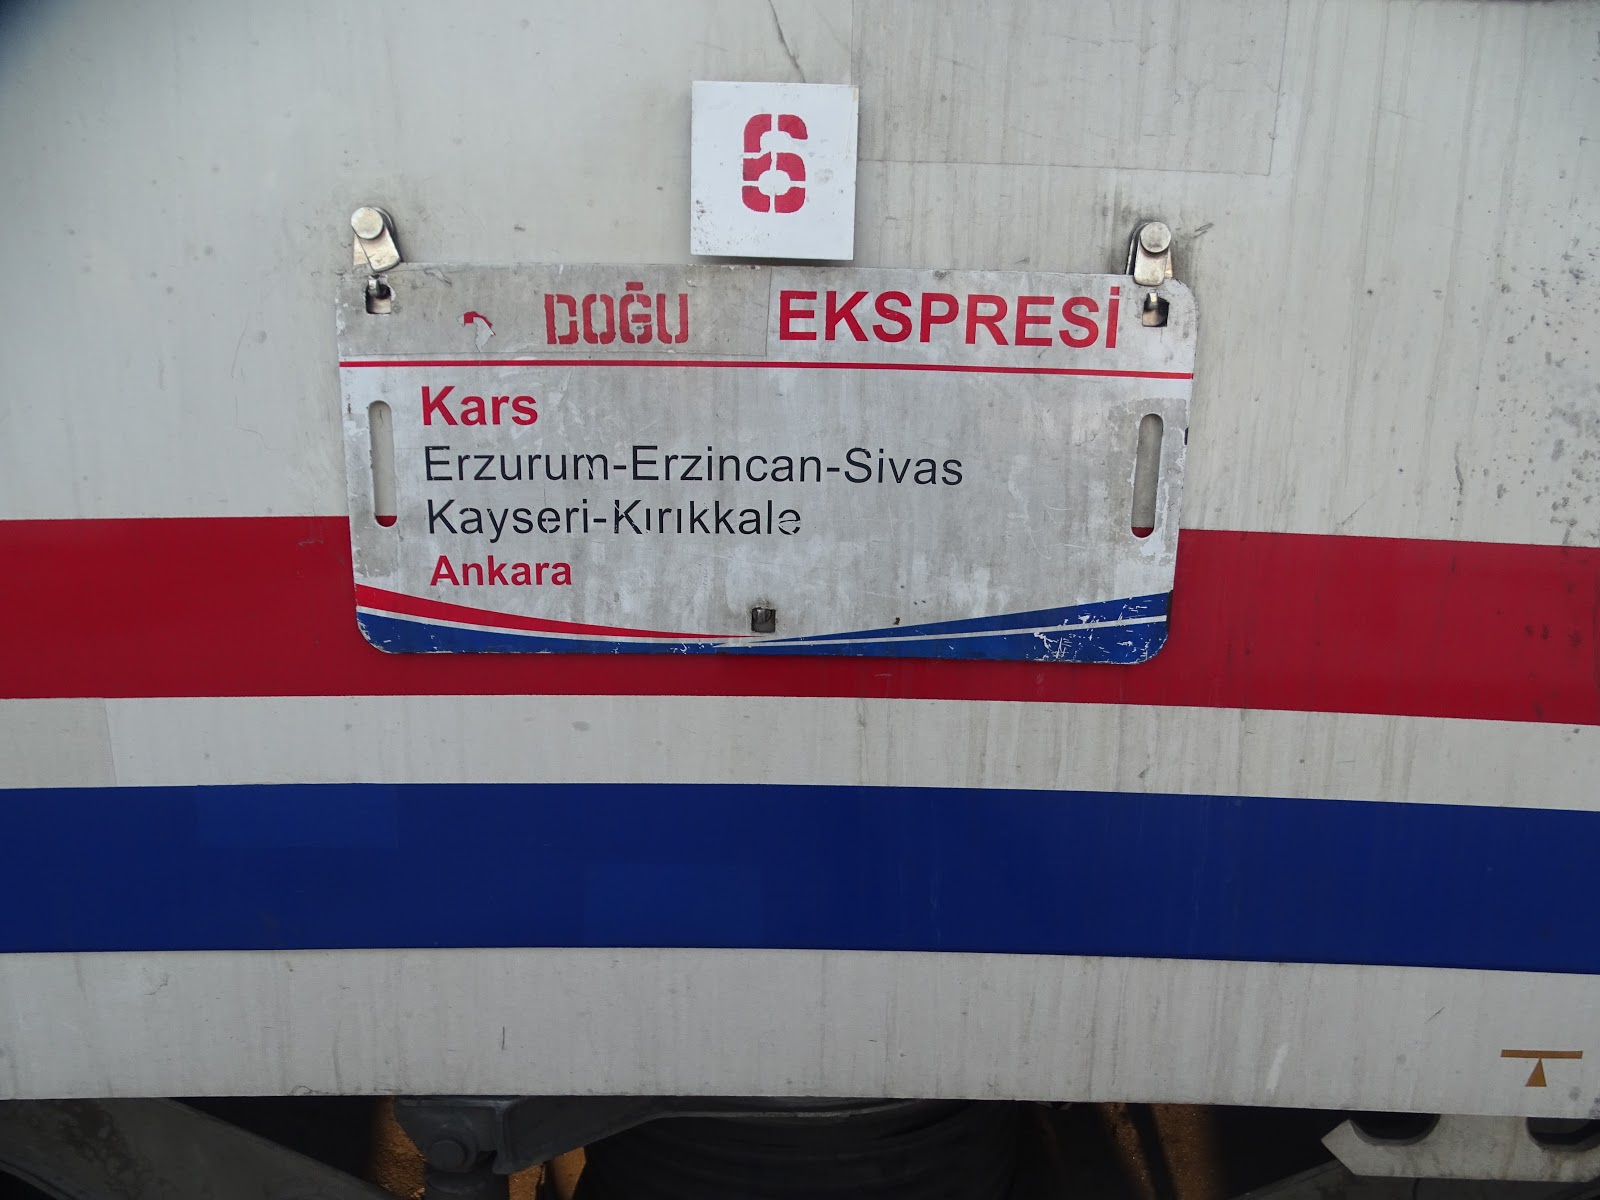 6
DOĞU EKSPRESİ
Kars
Erzurum-Erzincan-Sivas
Kayseri-Kırıkkale
Ankara